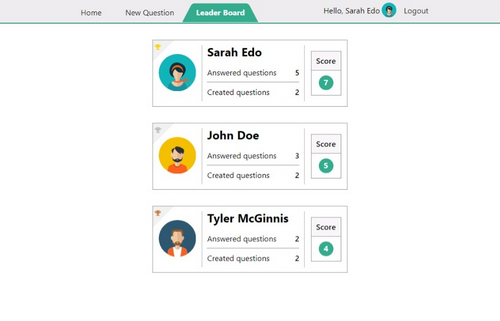 Home New Question Leader Board Hello, Sarah Edo Logout
Sarah Edo
Answered questions 5
Created questions 2
Score
7
John Doe
Answered questions 3
Created questions 2
Score
5
Tyler McGinnis
Answered questions 2
Created questions 2
Score
4